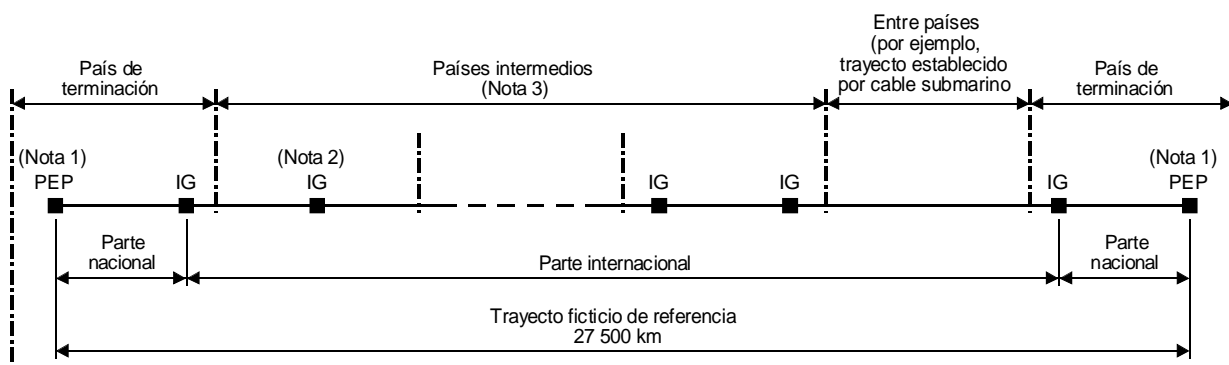 Entre países
(por ejemplo,
trayecto establecido
por cable submarino
País de
terminación
Países intermedios
(Nota 3)
País de
terminación
(Nota 1)
PEP
IG
(Nota 2)
IG
IG
IG
IG
(Nota 1)
PEP
Parte
nacional
Parte internacional
Parte
nacional
Trayecto ficticio de referencia
27 500 km